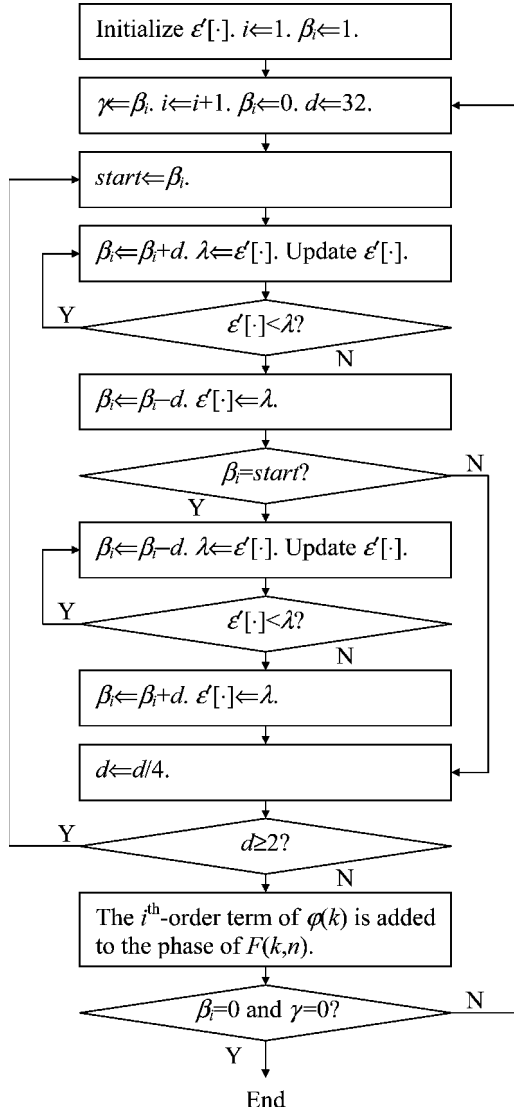 Initialize ε′[·]. i⇐1. βᵢ⇐1.
γ⇐βᵢ. i⇐i+1. βᵢ⇐0. d⇐32.
start⇐βᵢ.
βᵢ⇐βᵢ+d. λ⇐ε′[·]. Update ε′[·].
Y
ε′[·]<λ?
N
βᵢ⇐βᵢ–d. ε′[·]⇐λ.
βᵢ=start?
N
Y
βᵢ⇐βᵢ–d. λ⇐ε′[·]. Update ε′[·].
Y
ε′[·]<λ?
N
βᵢ⇐βᵢ+d. ε′[·]⇐λ.
d⇐d/4.
Y
d≥2?
N
The iᵗʰ-order term of φ(k) is added
to the phase of F(k,n).
βᵢ=0 and γ=0?
N
Y
End